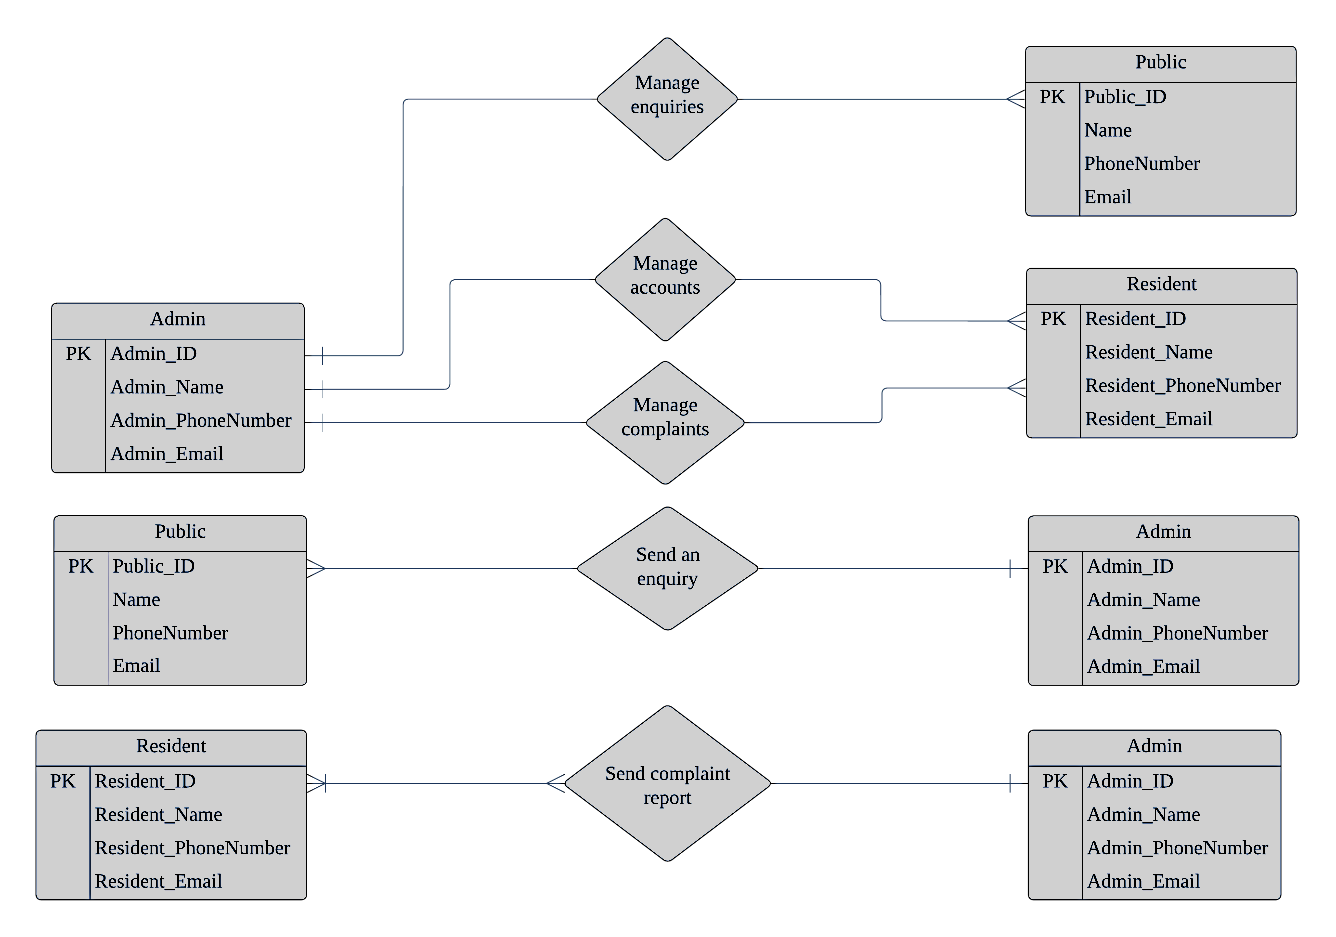 Manage
enquiries
Public
PK Public_ID
Name
PhoneNumber
Email
Manage
accounts
Resident
PK Resident_ID
Resident_Name
Resident_PhoneNumber
Resident_Email
Admin
PK Admin_ID
Admin_Name
Admin_PhoneNumber
Admin_Email
Manage
complaints
Public
PK Public_ID
Name
PhoneNumber
Email
Send an
enquiry
Admin
PK Admin_ID
Admin_Name
Admin_PhoneNumber
Admin_Email
Resident
PK Resident_ID
Resident_Name
Resident_PhoneNumber
Resident_Email
Send complaint
report
Admin
PK Admin_ID
Admin_Name
Admin_PhoneNumber
Admin_Email